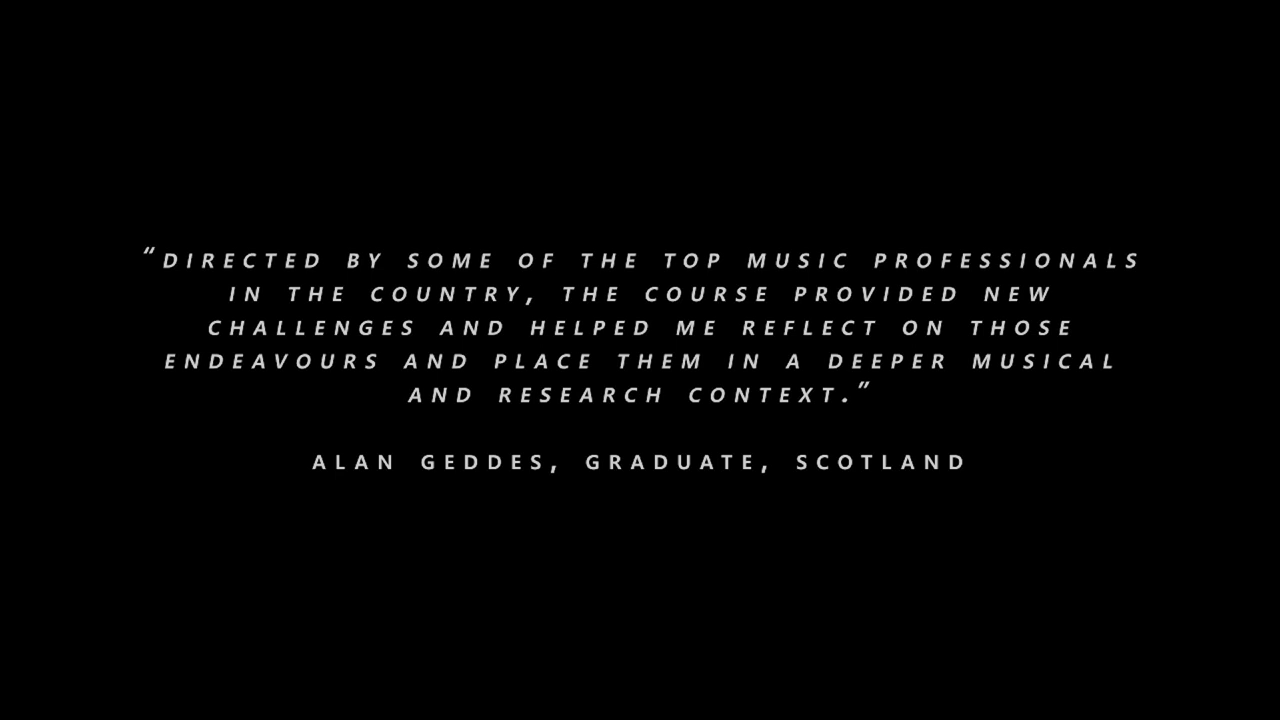 “DIRECTED BY SOME OF THE TOP MUSIC PROFESSIONALS
IN THE COUNTRY, THE COURSE PROVIDED NEW
CHALLENGES AND HELPED ME REFLECT ON THOSE
ENDEAVOURS AND PLACE THEM IN A DEEPER MUSICAL
AND RESEARCH CONTEXT.”
ALAN GEDDES, GRADUATE, SCOTLAND